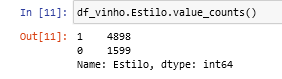 In [11]: df_vinho.Estilo.value_counts()
Out[11]: 1    4898
0    1599
Name: Estilo, dtype: int64